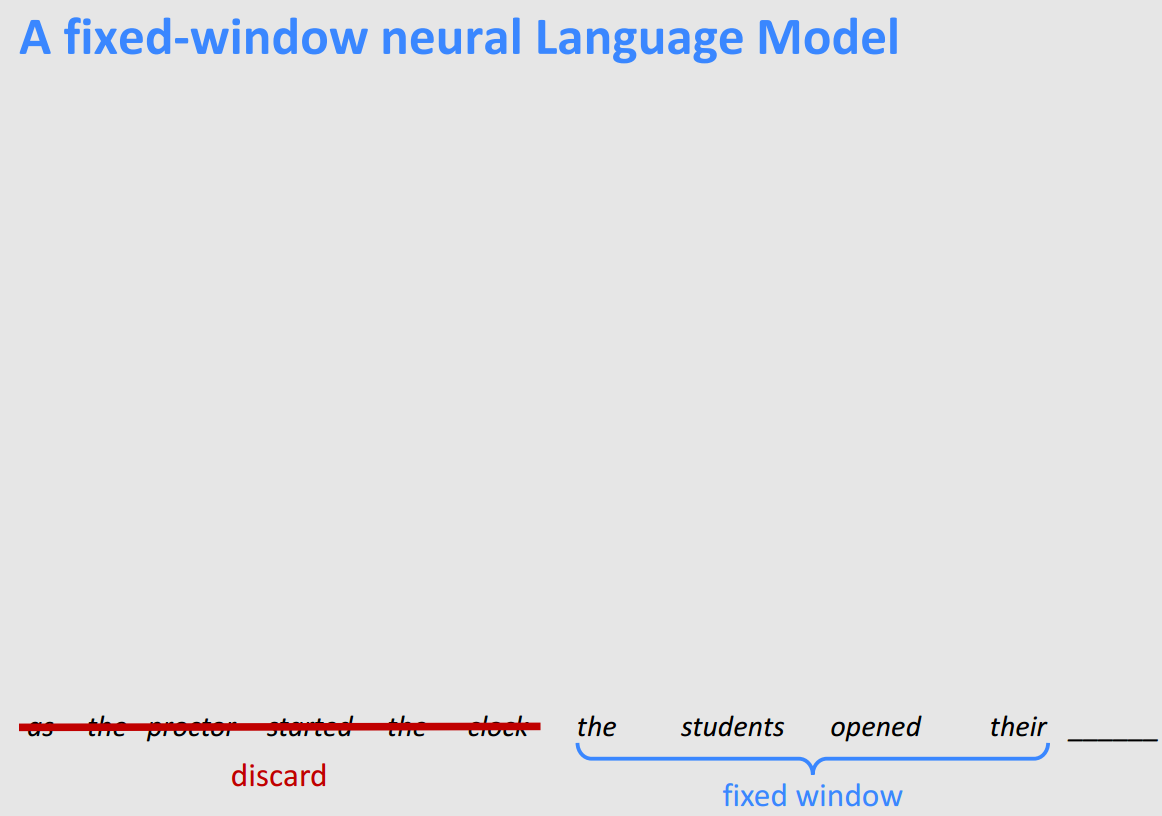 A fixed-window neural Language Model
as the proctor started the clock the students opened their ______
discard
fixed window